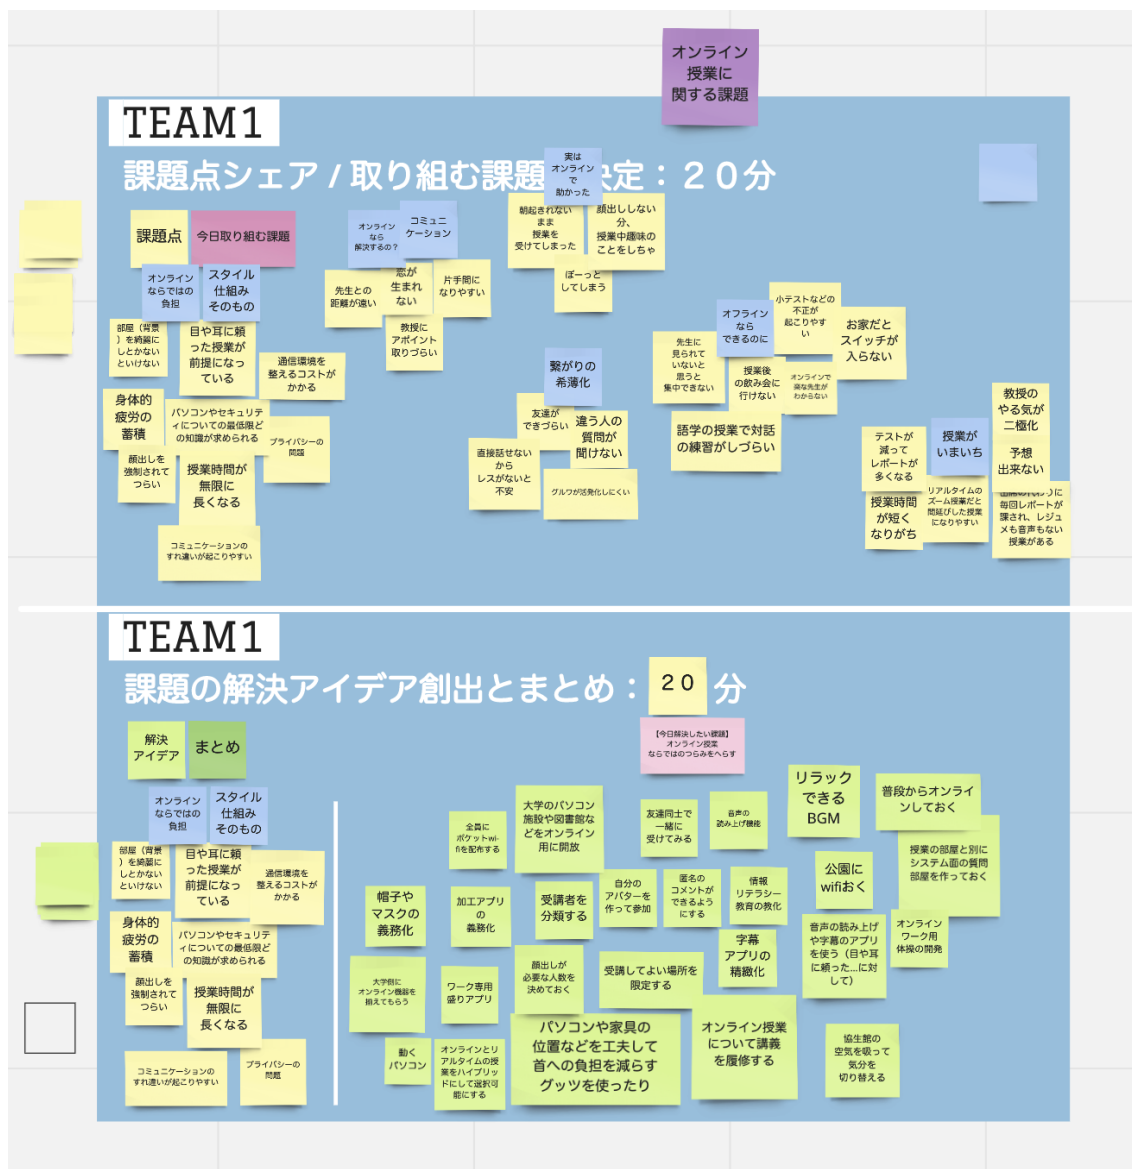 オンライン
授業に
関する課題
TEAM1
課題点シェア / 取り組む課題
決定：２０分
実は
オンライン
で
助かった
朝起きれない
まま
授業を
受けてしまった
顔出ししない
分、
授業中趣味の
ことをしちゃ
ぼーっと
してしまう
課題点
今日取り組む課題
オンライン
ならではの
負担
スタイル
仕組み
そのもの
部屋（背景
）を綺麗に
しとかない
といけない
目や耳に頼
った授業が
前提になっ
ている
通信環境を
整えるコストが
かかる
身体的
疲労の
蓄積
パソコンやセキュリテ
ィについての最低限ど
の知識が求められる
プライバシーの
問題
顔出しを
強制されて
つらい
授業時間が
無限に
長くなる
コミュニケーションの
すれ違いが起こりやすい
オンライン
なら
解決するの？
コミュニ
ケーション
先生との
距離が遠い
恋が
生まれ
ない
片手間に
なりやすい
教授に
アポイント
取りづらい
繋がりの
希薄化
友達が
できづらい
違う人の
質問が
聞けない
直接話せない
から
レスがないと
不安
グルワが活発化しにくい
オフライン
なら
できるのに
小テストなどの
不正が
起こりやす
い
お家だと
スイッチが
入らない
先生に
見られて
いないと
思うと
集中できない
授業後
の飲み会に
行けない
オンラインで
変な先生が
わからない
語学の授業で対話
の練習がしづらい
教授の
やる気が
二極化
テストが
減って
レポートが
多くなる
授業が
いまいち
予想
出来ない
授業時間
が短く
なりがち
リアルタイムの
ズーム授業だと
間延びした授業
になりやすい
出席の代わりに
毎回レポートが
課され、レジュ
メも音声もない
授業がある
TEAM1
課題の解決アイデア創出とまとめ：
２０
分
【今日解決したい課題】
オンライン授業
ならではのつらみをへらす
解決
アイデア
まとめ
オンライン
ならではの
負担
スタイル
仕組み
そのもの
部屋（背景
）を綺麗に
しとかない
といけない
目や耳に頼
った授業が
前提になっ
ている
通信環境を
整えるコストが
かかる
身体的
疲労の
蓄積
パソコンやセキュリテ
ィについての最低限ど
の知識が求められる
顔出しを
強制されて
つらい
授業時間が
無限に
長くなる
コミュニケーションの
すれ違いが起こりやすい
プライバシーの
問題
全員に
ポケットwi-
fiを配布する
大学のパソコン
施設や図書館な
どをオンライン
用に開放
友達同士で
一緒に
受けてみる
音声の
読み上げ機能
リラック
できる
BGM
普段からオンライ
ンしておく
授業の部屋と別に
システム面の質問
部屋を作っておく
公園に
wifiおく
帽子や
マスクの
義務化
加工アプリ
の
義務化
受講者を
分類する
自分の
アバターを
作って参加
匿名の
コメントが
できるよう
にする
情報
リテラシー
教育の教化
字幕
アプリの
精緻化
音声の読み上げ
や字幕のアプリ
を使う（目や耳
に頼った...に対
して）
オンライン
ワーク用
体操の開発
大学側に
オンライン機器を
揃えてもらう
ワーク専用
盛りアプリ
顔出しが
必要な人数を
決めておく
受講してよい場所を
限定する
動く
パソコン
オンラインとリ
アルタイムの授
業をハイブリッ
ドにして選択可
能にする
パソコンや家具の
位置などを工夫して
首への負担を減らす
グッツを使ったり
オンライン授業
について講義
を履修する
協生館の
空気を吸って
気分を
切り替える